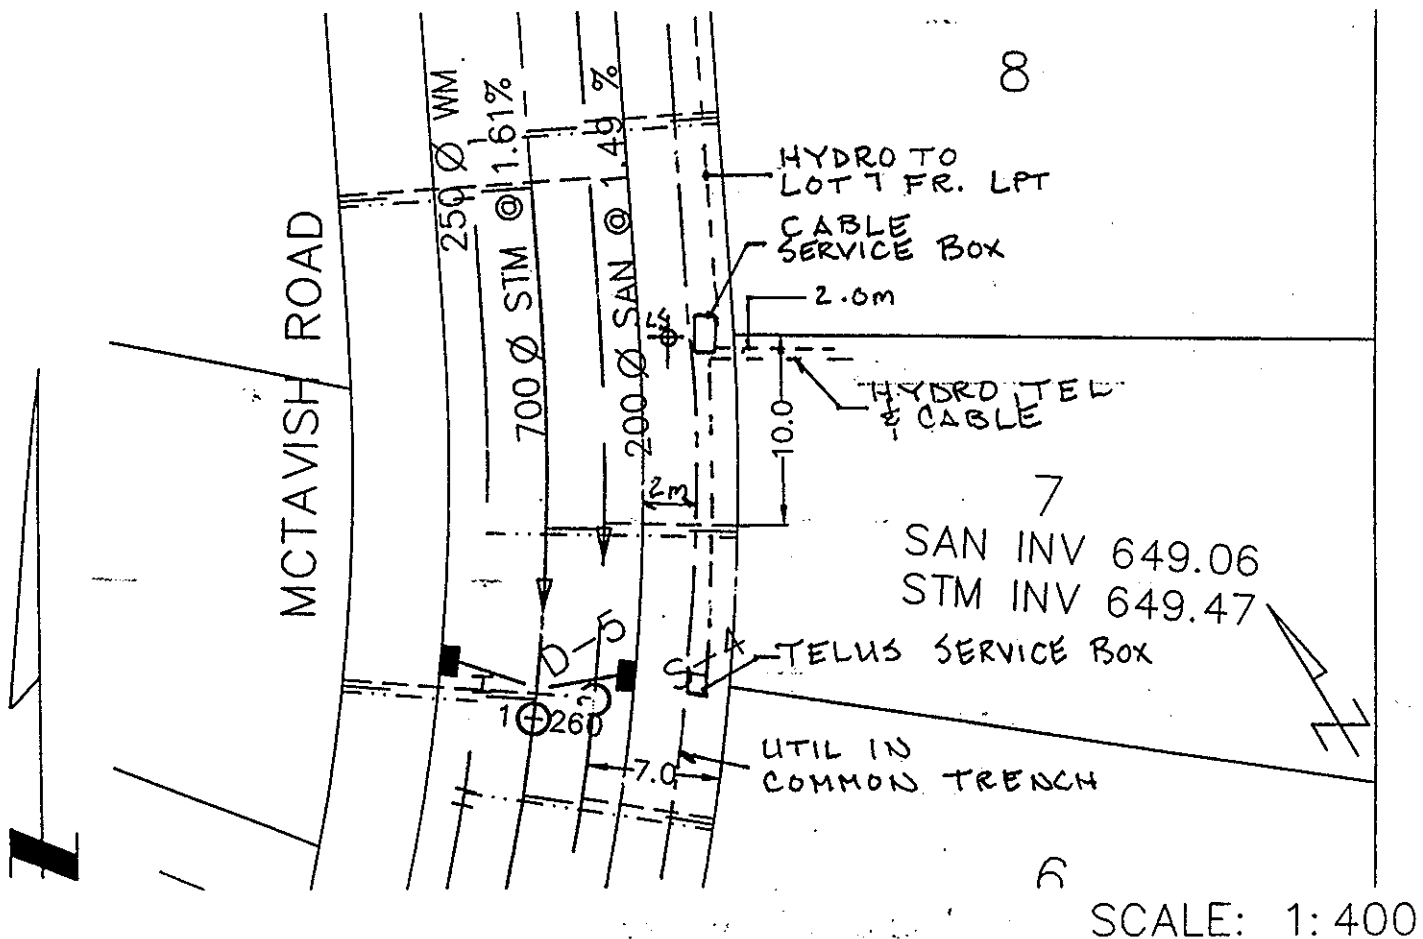 8
250 Ø WM
700 Ø STM @ 1.61%
200 Ø SAN @ 1.49 %
MCTAVISH ROAD
HYDRO TO
LOT 7 FR. LPT
CABLE
SERVICE BOX
2.0m
LS
HYDRO TEL
& CABLE
10.0
2m
7
SAN INV 649.06
STM INV 649.47
D-5
C-4
TELUS SERVICE BOX
1 260
7.0
UTIL IN
COMMON TRENCH
6
SCALE: 1:400